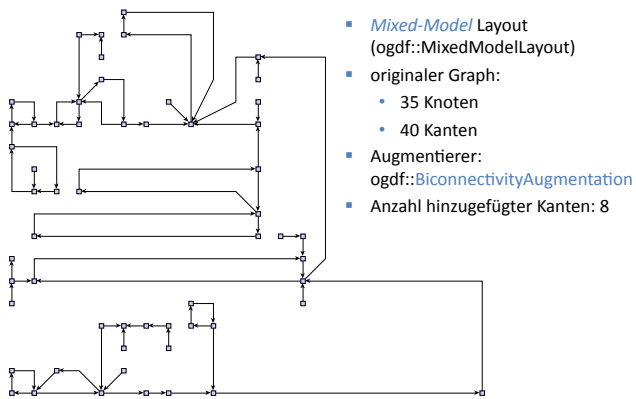 Mixed-Model Layout
(ogdf::MixedModelLayout)
originaler Graph:
35 Knoten
40 Kanten
Augmentierer:
ogdf::BiconnectivityAugmentation
Anzahl hinzugefügter Kanten: 8